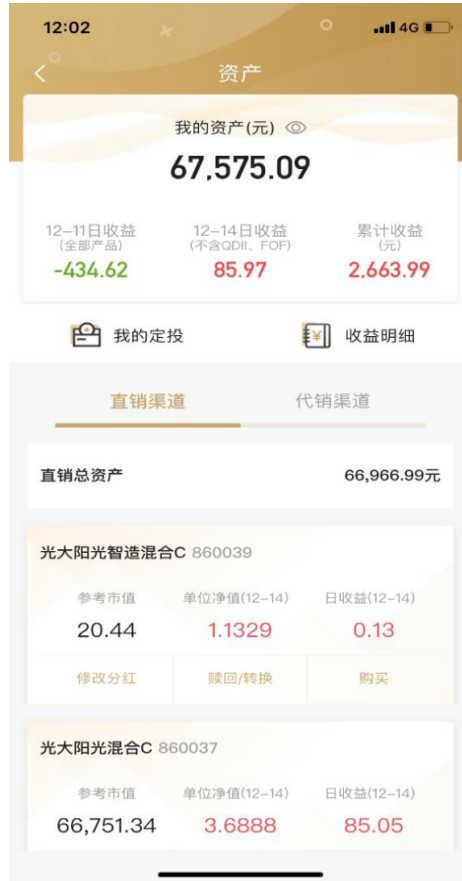 12:02
4G
资产
我的资产(元)
67,575.09
12-11日收益 12-14日收益 累计收益
(全部产品) (不含QDII、FOF) (元)
-434.62 85.97 2,663.99
我的定投 收益明细
直销渠道 代销渠道
直销总资产 66,966.99元
光大阳光智造混合C 860039
参考市值 单位净值(12-14) 日收益(12-14)
20.44 1.1329 0.13
修改分红 赎回/转换 购买
光大阳光混合C 860037
参考市值 单位净值(12-14) 日收益(12-14)
66,751.34 3.6888 85.05